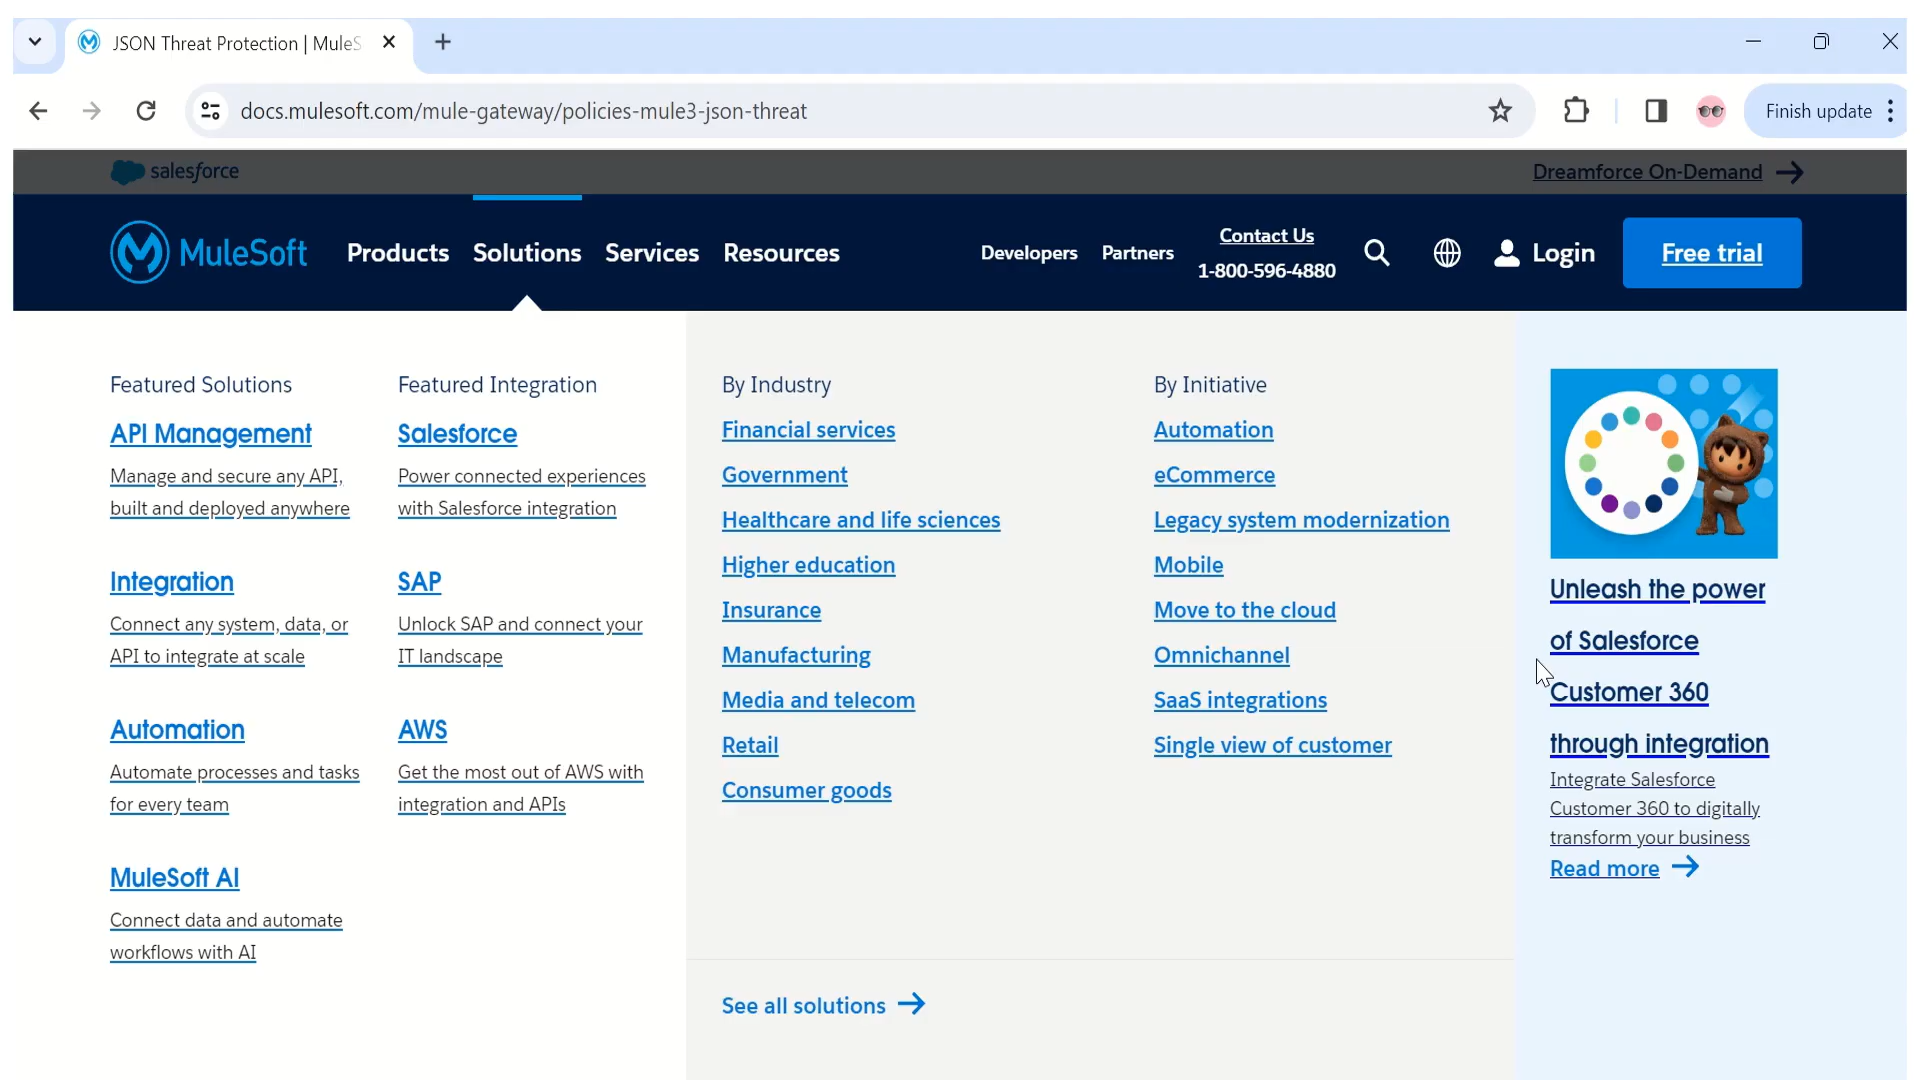 JSON Threat Protection | MuleS
docs.mulesoft.com/mule-gateway/policies-mule3-json-threat
Finish update
salesforce
Dreamforce On-Demand
MuleSoft
Products
Solutions
Services
Resources
Developers
Partners
Contact Us
1-800-596-4880
Login
Free trial
Featured Solutions
API Management
Manage and secure any API,
built and deployed anywhere
Integration
Connect any system, data, or
API to integrate at scale
Automation
Automate processes and tasks
for every team
MuleSoft AI
Connect data and automate
workflows with AI
Featured Integration
Salesforce
Power connected experiences
with Salesforce integration
SAP
Unlock SAP and connect your
IT landscape
AWS
Get the most out of AWS with
integration and APIs
By Industry
Financial services
Government
Healthcare and life sciences
Higher education
Insurance
Manufacturing
Media and telecom
Retail
Consumer goods
By Initiative
Automation
eCommerce
Legacy system modernization
Mobile
Move to the cloud
Omnichannel
SaaS integrations
Single view of customer
See all solutions
Unleash the power
of Salesforce
Customer 360
through integration
Integrate Salesforce
Customer 360 to digitally
transform your business
Read more